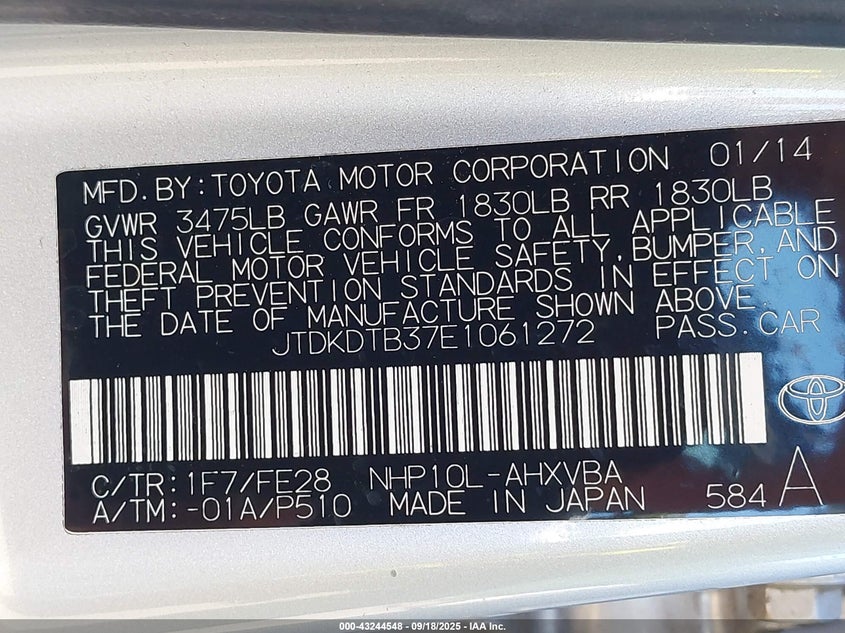 MFD.BY:TOYOTA MOTOR CORPORATION 01/14
GVWR 3475LB GAWR FR 1830LB RR 1830LB
THIS VEHICLE CONFORMS TO ALL APPLICABLE
FEDERAL MOTOR VEHICLE SAFETY,BUMPER,AND
THEFT PREVENTION STANDARDS IN EFFECT ON
THE DATE OF MANUFACTURE SHOWN ABOVE.
JTDKDTB37E1061272 PASS.CAR
C/TR:1F7/FE28 NHP10L-AHXVBA
A/TM:-01A/P510 MADE IN JAPAN 584 A
000-43244548 - 09/18/2025 - IAA Inc.